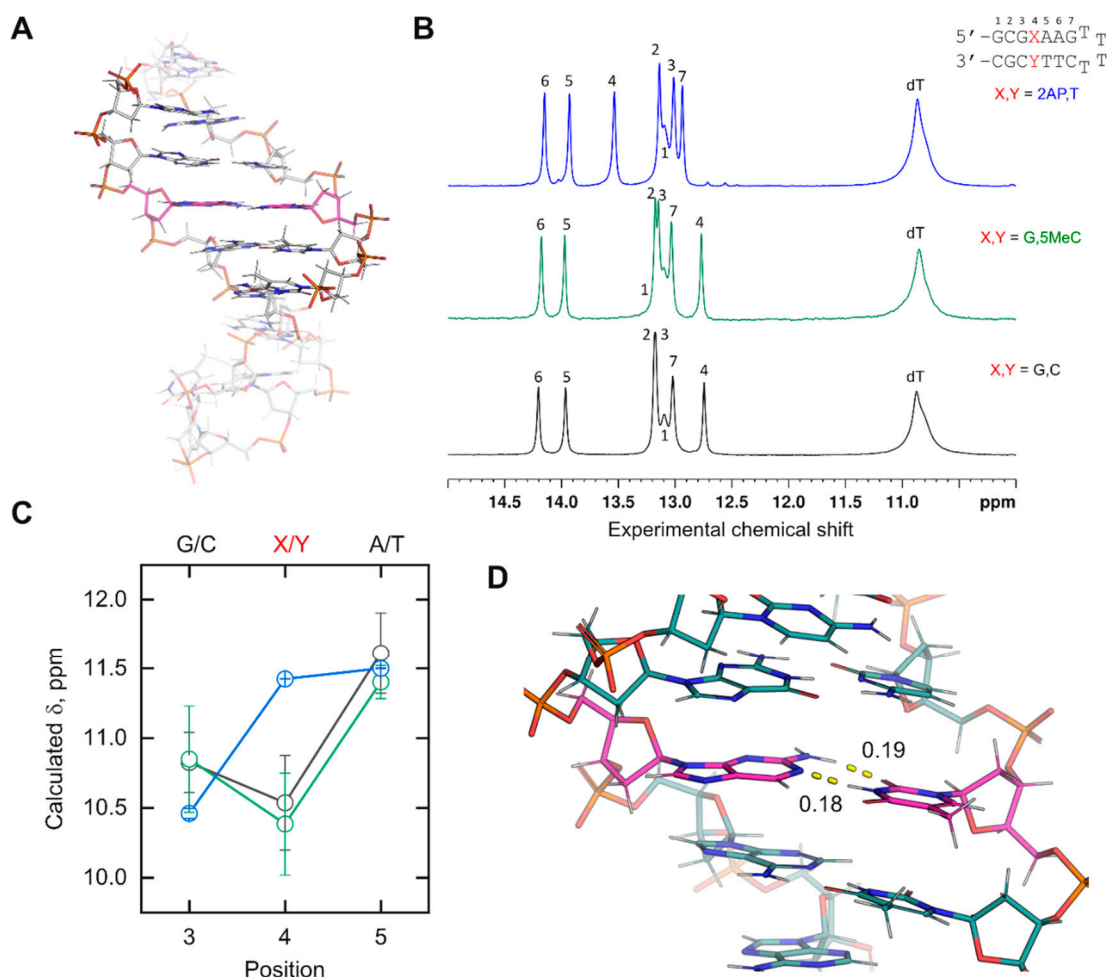 A
B
1 2 3 4 5 6 7
5′-GCGXAAGT T
3′-CGCYTTCT T
X,Y = 2AP,T
6 5 4 2 1 3 7 dT
X,Y = G,5MeC
6 5 1 2 3 7 4 dT
X,Y = G,C
6 5 2 3 1 7 4 dT
14.5 14.0 13.5 13.0 12.5 12.0 11.5 11.0 ppm
Experimental chemical shift
C
G/C X/Y A/T
Calculated δ, ppm
12.0
11.5
11.0
10.5
10.0
3 4 5
Position
D
0.19
0.18